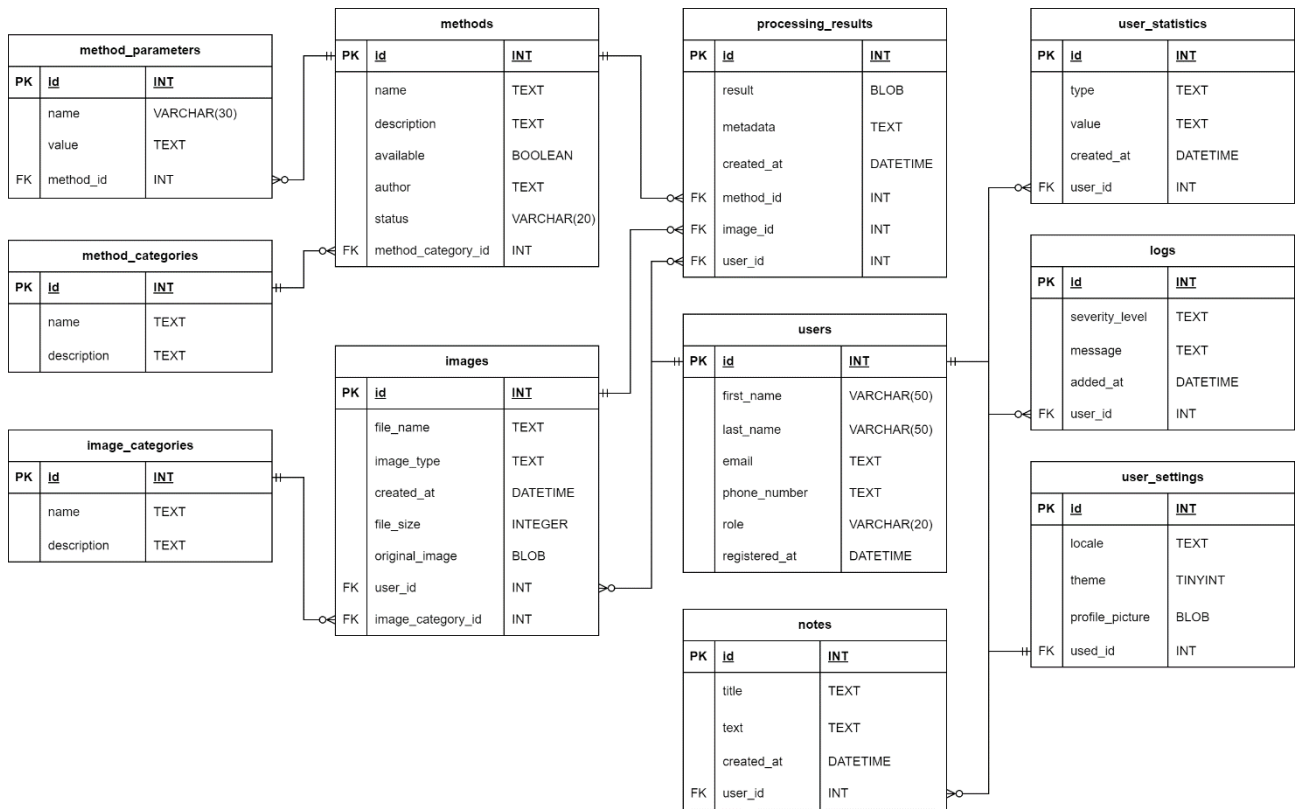 method_parameters
PK id INT
name VARCHAR(30)
value TEXT
FK method_id INT
method_categories
PK id INT
name TEXT
description TEXT
image_categories
PK id INT
name TEXT
description TEXT
methods
PK id INT
name TEXT
description TEXT
available BOOLEAN
author TEXT
status VARCHAR(20)
FK method_category_id INT
images
PK id INT
file_name TEXT
image_type TEXT
created_at DATETIME
file_size INTEGER
original_image BLOB
FK user_id INT
FK image_category_id INT
processing_results
PK id INT
result BLOB
metadata TEXT
created_at DATETIME
FK method_id INT
FK image_id INT
FK user_id INT
users
PK id INT
first_name VARCHAR(50)
last_name VARCHAR(50)
email TEXT
phone_number TEXT
role VARCHAR(20)
registered_at DATETIME
notes
PK id INT
title TEXT
text TEXT
created_at DATETIME
FK user_id INT
user_statistics
PK id INT
type TEXT
value TEXT
created_at DATETIME
FK user_id INT
logs
PK id INT
severity_level TEXT
message TEXT
added_at DATETIME
FK user_id INT
user_settings
PK id INT
locale TEXT
theme TINYINT
profile_picture BLOB
FK used_id INT